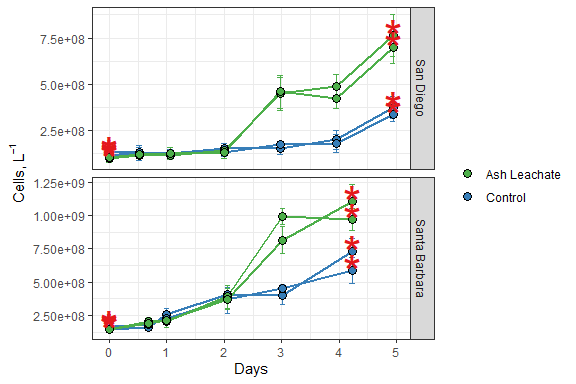 Cells, L⁻¹
7.5e+08
5.0e+08
2.5e+08
San Diego
1.25e+09
1.00e+09
7.50e+08
5.00e+08
2.50e+08
Santa Barbara
0 1 2 3 4 5
Days
Ash Leachate
Control